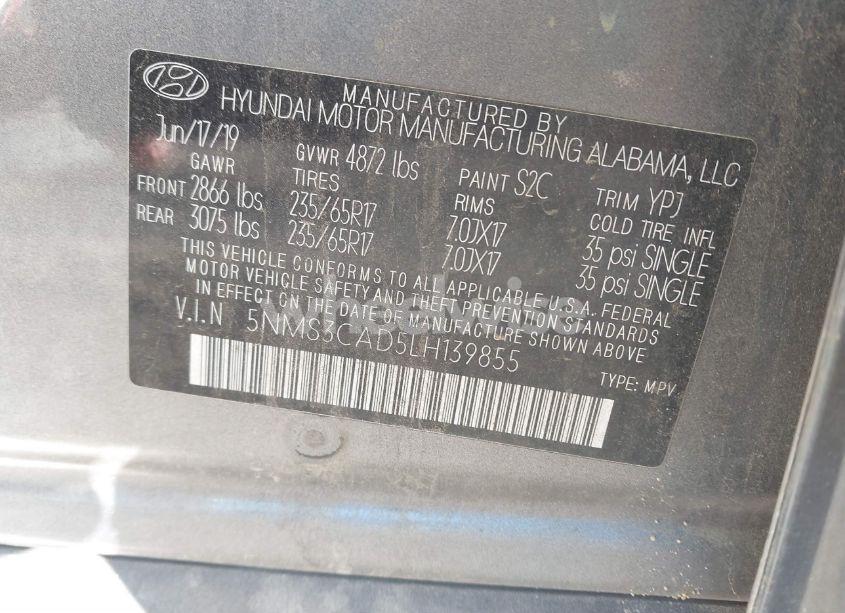 MANUFACTURED BY
HYUNDAI MOTOR MANUFACTURING ALABAMA, LLC
Jun/17/19 GVWR 4872 lbs PAINT S2C TRIM YPJ
GAWR TIRES RIMS COLD TIRE INFL
FRONT 2866 lbs 235/65R17 7.0JX17 35 psi SINGLE
REAR 3075 lbs 235/65R17 7.0JX17 35 psi SINGLE
THIS VEHICLE CONFORMS TO ALL APPLICABLE U.S.A. FEDERAL
MOTOR VEHICLE SAFETY AND THEFT PREVENTION STANDARDS
IN EFFECT ON THE DATE OF MANUFACTURE SHOWN ABOVE.
V.I.N 5NMS3CAD5LH139855
TYPE: MPV